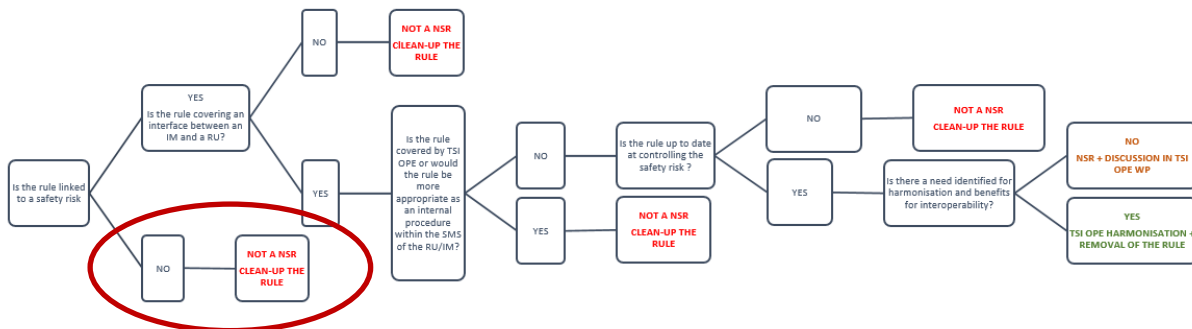 NO
NOT A NSR
ClLEAN-UP THE
RULE
YES
Is the rule covering an
interface between an
IM and a RU?
Is the rule linked
to a safety risk
NO
NOT A NSR
CLEAN-UP THE
RULE
YES
Is the rule
covered by TSI
OPE or would
the rule be
more
appropriate as
an internal
procedure
within the SMS
of the RU/IM?
NO
Is the rule up to date
at controlling the
safety risk ?
YES
NOT A NSR
CLEAN-UP THE
RULE
NO
NOT A NSR
CLEAN-UP THE RULE
YES
Is there a need identified for
harmonisation and benefits
for interoperability?
NO
NSR + DISCUSSION IN TSI
OPE WP
YES
TSI OPE HARMONISATION +
REMOVAL OF THE RULE